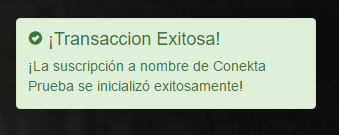 ¡Transaccion Exitosa!
¡La suscripción a nombre de Conekta
Prueba se inicializó exitosamente!